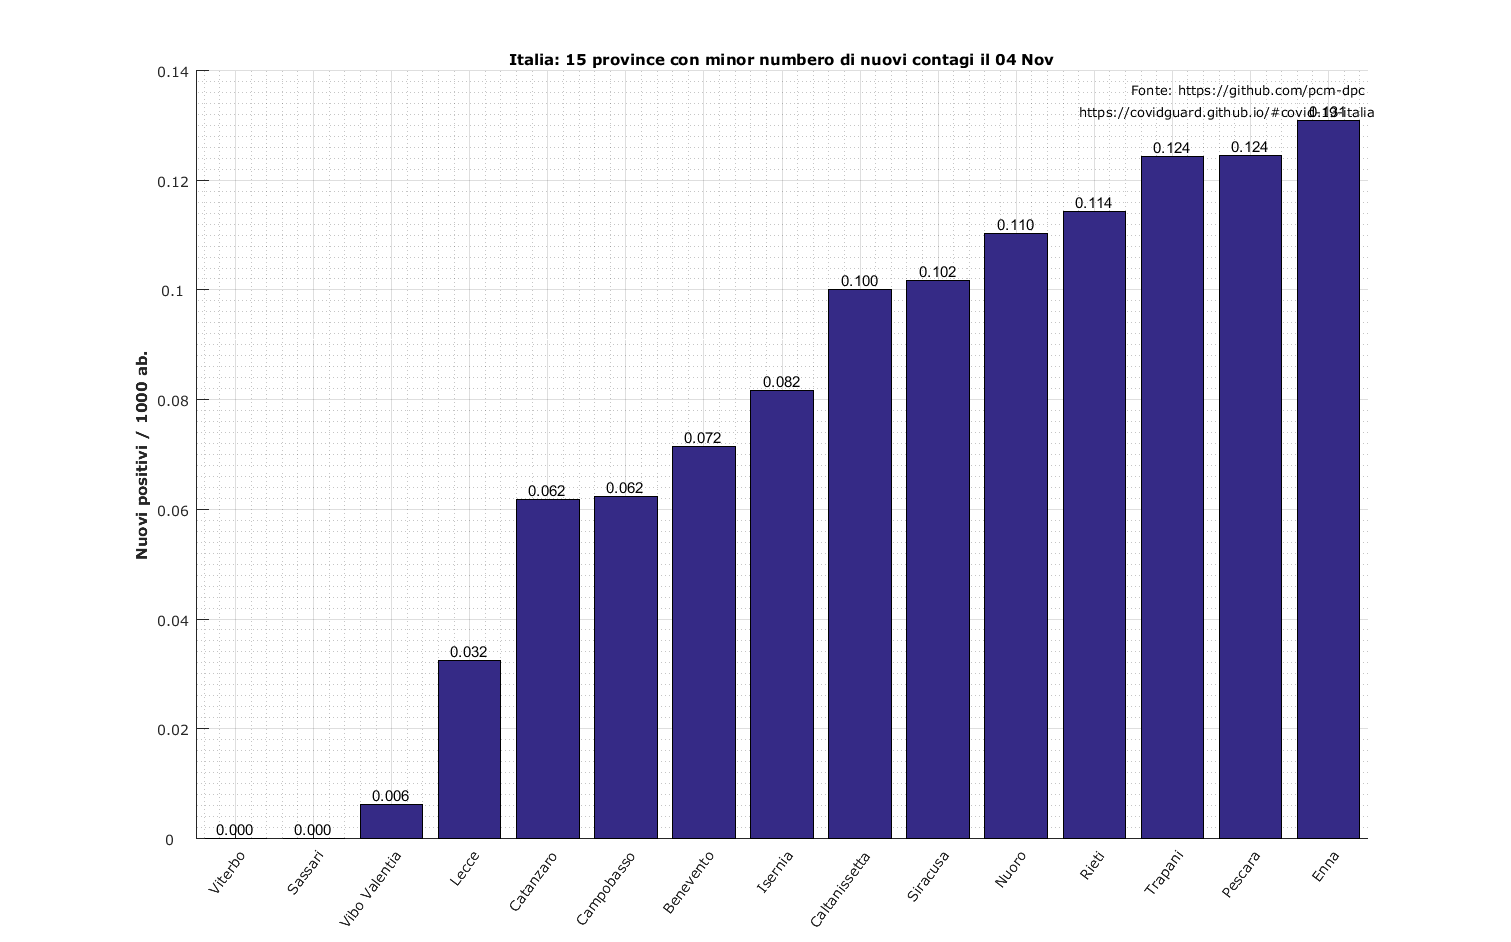 Italia: 15 province con minor numbero di nuovi contagi il 04 Nov
Fonte: https://github.com/pcm-dpc
https://covidguard.github.io/#covid-19-italia
Nuovi positivi / 1000 ab.
0.14
0.12
0.1
0.08
0.06
0.04
0.02
0
0.000
0.000
0.006
0.032
0.062
0.062
0.072
0.082
0.100
0.102
0.110
0.114
0.124
0.124
0.131
Viterbo
Sassari
Vibo Valentia
Lecce
Catanzaro
Campobasso
Benevento
Isernia
Caltanissetta
Siracusa
Nuoro
Rieti
Trapani
Pescara
Enna